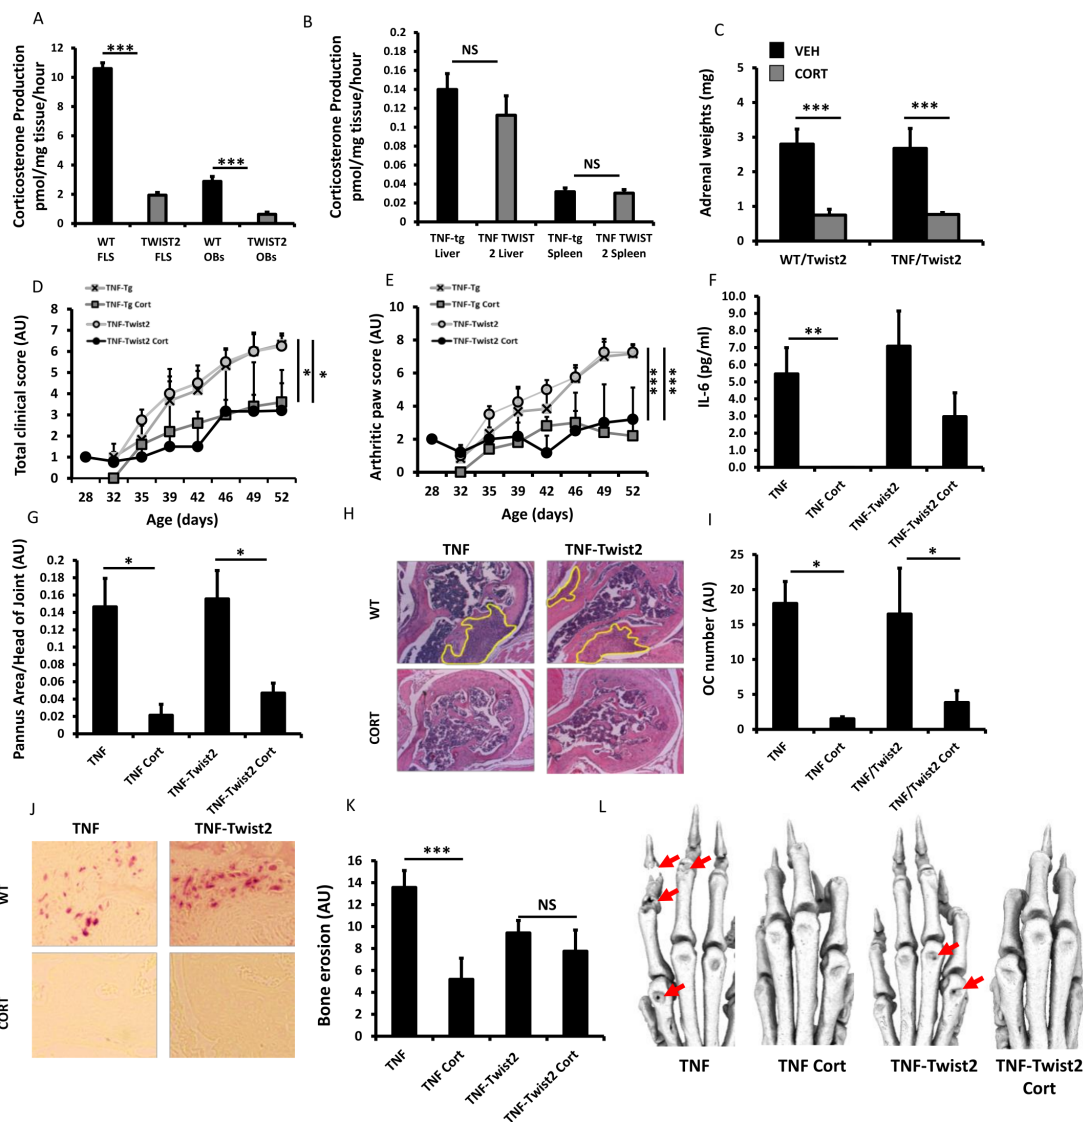 A
Corticosterone Production
pmol/mg tissue/hour
12
10
8
6
4
2
0
***
***
WT
FLS
TWIST2
FLS
WT
OBs
TWIST2
OBs
B
Corticosterone Production
pmol/mg tissue/hour
0.2
0.18
0.16
0.14
0.12
0.1
0.08
0.06
0.04
0.02
0
NS
NS
TNF-tg
Liver
TNF TWIST
2 Liver
TNF-tg
Spleen
TNF TWIST
2 Spleen
C
VEH
CORT
Adrenal weights (mg)
5
4
3
2
1
0
***
***
WT/Twist2
TNF/Twist2
D
TNF-Tg
TNF-Tg Cort
TNF-Twist2
TNF-Twist2 Cort
Total clinical score (AU)
8
7
6
5
4
3
2
1
0
*
*
28 32 35 39 42 46 49 52
Age (days)
E
TNF-Tg
TNF-Tg Cort
TNF-Twist2
TNF-Twist2 Cort
Arthritic paw score (AU)
10
8
6
4
2
0
***
***
28 32 35 39 42 46 49 52
Age (days)
F
IL-6 (pg/ml)
10.0
9.0
8.0
7.0
6.0
5.0
4.0
3.0
2.0
1.0
0.0
**
TNF
TNF Cort
TNF-Twist2
TNF-Twist2 Cort
G
Pannus Area/Head of Joint (AU)
0.2
0.18
0.16
0.14
0.12
0.1
0.08
0.06
0.04
0.02
0
*
*
TNF
TNF Cort
TNF-Twist2
TNF-Twist2 Cort
H
TNF
TNF-Twist2
WT
CORT
I
OC number (AU)
25
20
15
10
5
0
*
*
TNF
TNF Cort
TNF/Twist2
TNF/Twist2 Cort
J
TNF
TNF-Twist2
WT
CORT
K
Bone erosion (AU)
16
14
12
10
8
6
4
2
0
***
NS
TNF
TNF Cort
TNF-Twist2
TNF-Twist2 Cort
L
TNF
TNF Cort
TNF-Twist2
TNF-Twist2
Cort